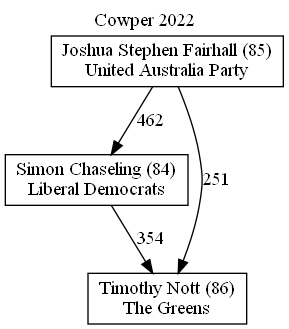 Cowper 2022
Joshua Stephen Fairhall (85)
United Australia Party
462
Simon Chaseling (84)
Liberal Democrats
251
354
Timothy Nott (86)
The Greens